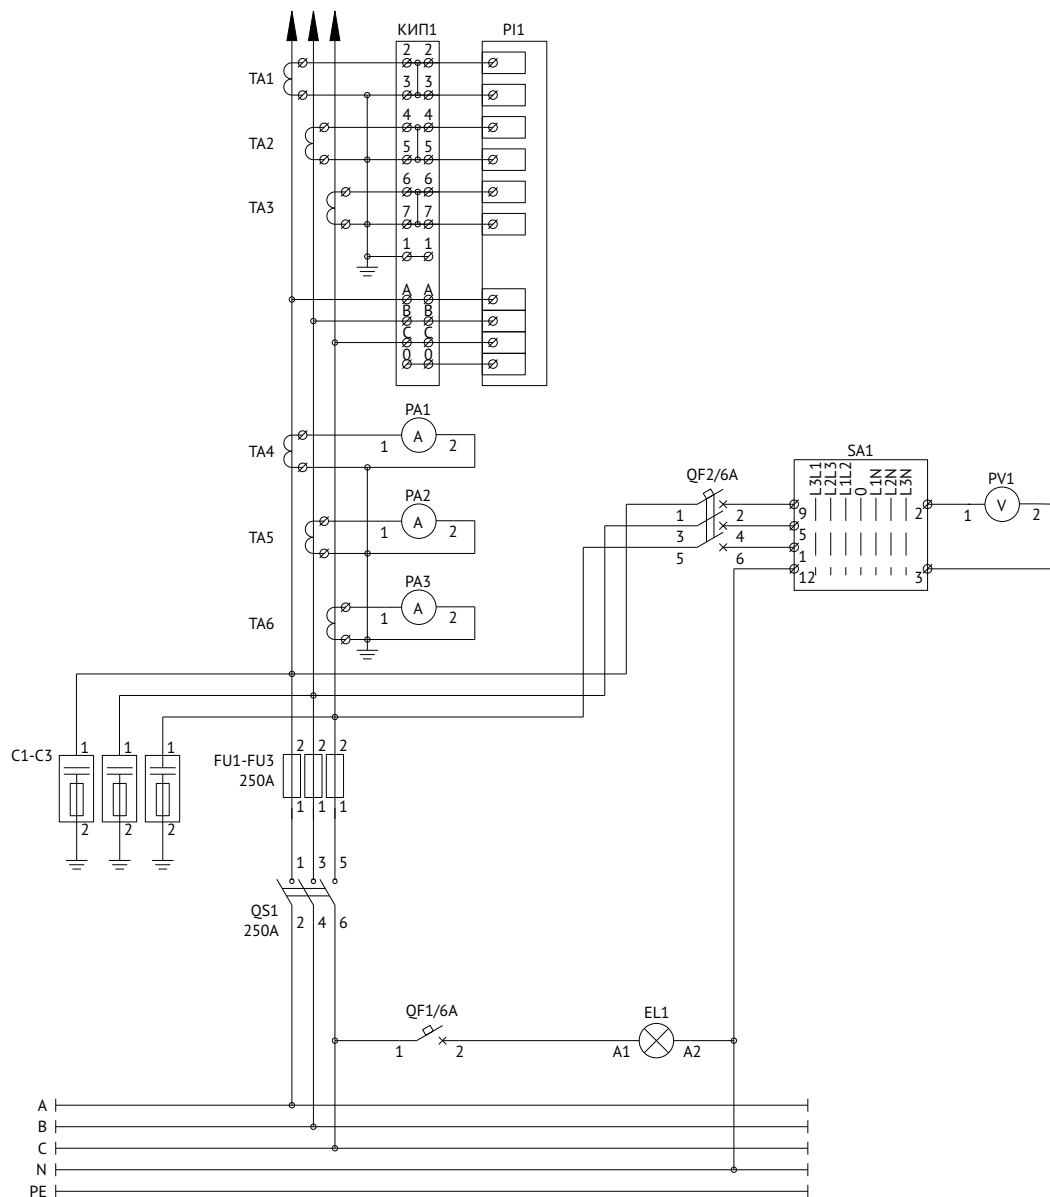 КИП1 PI1
2 2
TA1
3 3
4 4
TA2
5 5
6 6
TA3
7 7
1 1
A A
B B
C C
0 0
PA1
TA4 1 A 2
PA2
TA5 1 A 2
PA3
TA6 1 A 2
QF2/6A
1 2
3 4
5 6
SA1
L3L1 L2L3 L1L2 0 L1N L2N L3N
9 2
5
1
12 3
PV1
1 V 2
C1-C3 1 1 1
2 2 2
FU1-FU3 2 2 2
250A
1 1 1
1 3 5
QS1
250A 2 4 6
QF1/6A EL1
1 2 A1 A2
A
B
C
N
PE